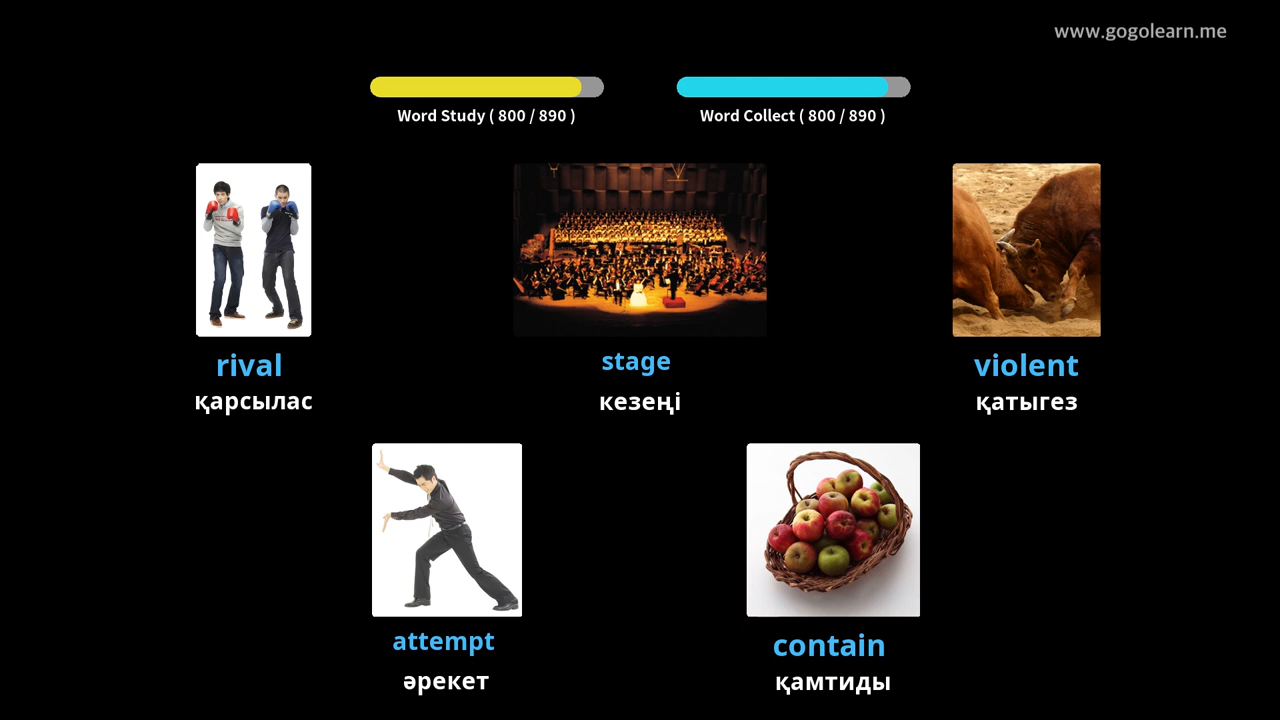 www.gogolearn.me
Word Study ( 800 / 890 )
Word Collect ( 800 / 890 )
rival
қарсылас
stage
кезеңі
violent
қатыгез
attempt
әрекет
contain
қамтиды